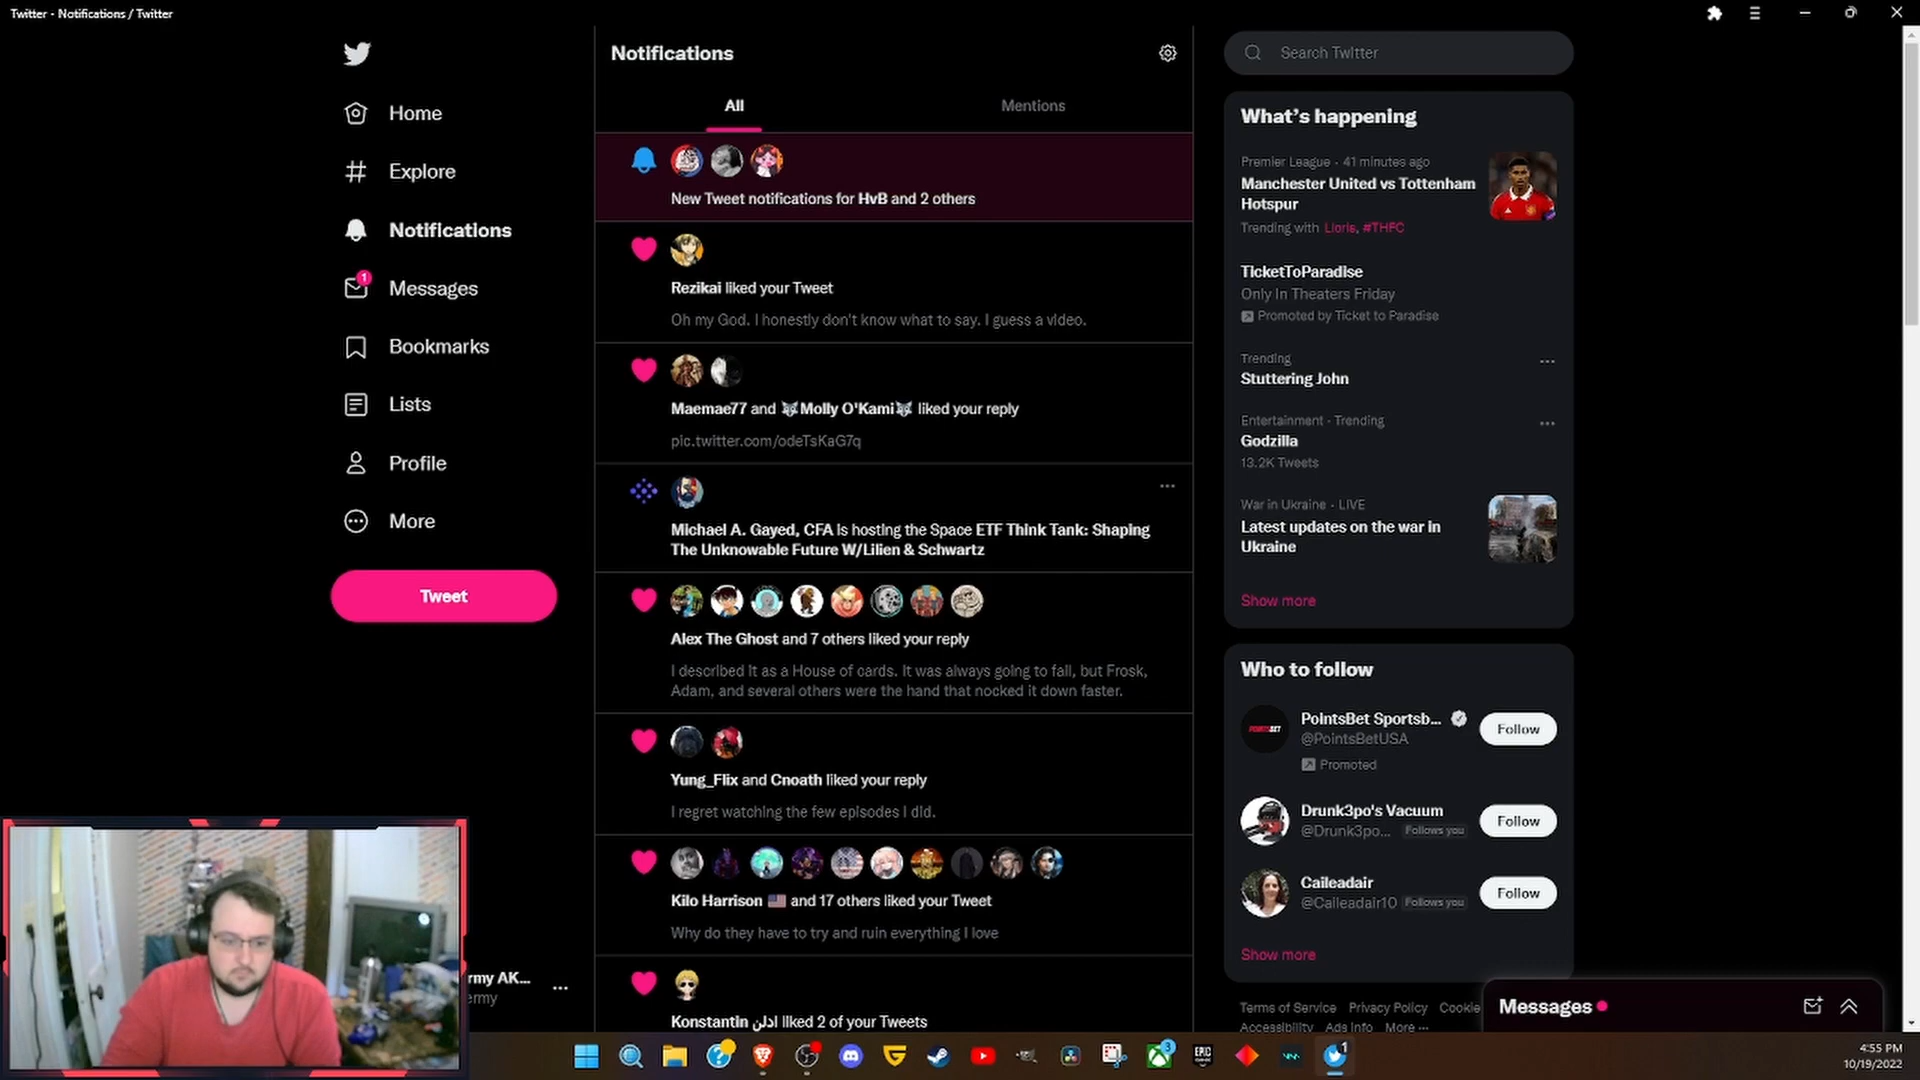 Twitter - Notifications / Twitter
Home
Explore
Notifications
1
Messages
Bookmarks
Lists
Profile
More
Tweet
rmy AK...
ermy
Notifications
All
Mentions
New Tweet notifications for HvB and 2 others
Rezikai liked your Tweet
Oh my God. I honestly don't know what to say. I guess a video.
Maemae77 and 🐺Molly O'Kami🐺 liked your reply
pic.twitter.com/odeTsKaG7q
Michael A. Gayed, CFA is hosting the Space ETF Think Tank: Shaping
The Unknowable Future W/Lilien & Schwartz
Alex The Ghost and 7 others liked your reply
I described it as a House of cards. It was always going to fall, but Frosk,
Adam, and several others were the hand that nocked it down faster.
Yung_Flix and Cnoath liked your reply
I regret watching the few episodes I did.
Kilo Harrison 🇺🇸 and 17 others liked your Tweet
Why do they have to try and ruin everything I love
Konstantin ادلن liked 2 of your Tweets
Search Twitter
What's happening
Premier League · 41 minutes ago
Manchester United vs Tottenham
Hotspur
Trending with Lloris, #THFC
TicketToParadise
Only In Theaters Friday
Promoted by Ticket to Paradise
Trending
Stuttering John
Entertainment · Trending
Godzilla
13.2K Tweets
War in Ukraine · LIVE
Latest updates on the war in
Ukraine
Show more
Who to follow
POINTSBET
PointsBet Sportsb...
@PointsBetUSA
Follow
Promoted
Drunk3po's Vacuum
@Drunk3po... Follows you
Follow
Caileadair
@Caileadair10 Follows you
Follow
Show more
Terms of Service Privacy Policy Cookie
Accessibility Ads info More ...
Messages
3
EPIC
1
4:55 PM
10/19/2022